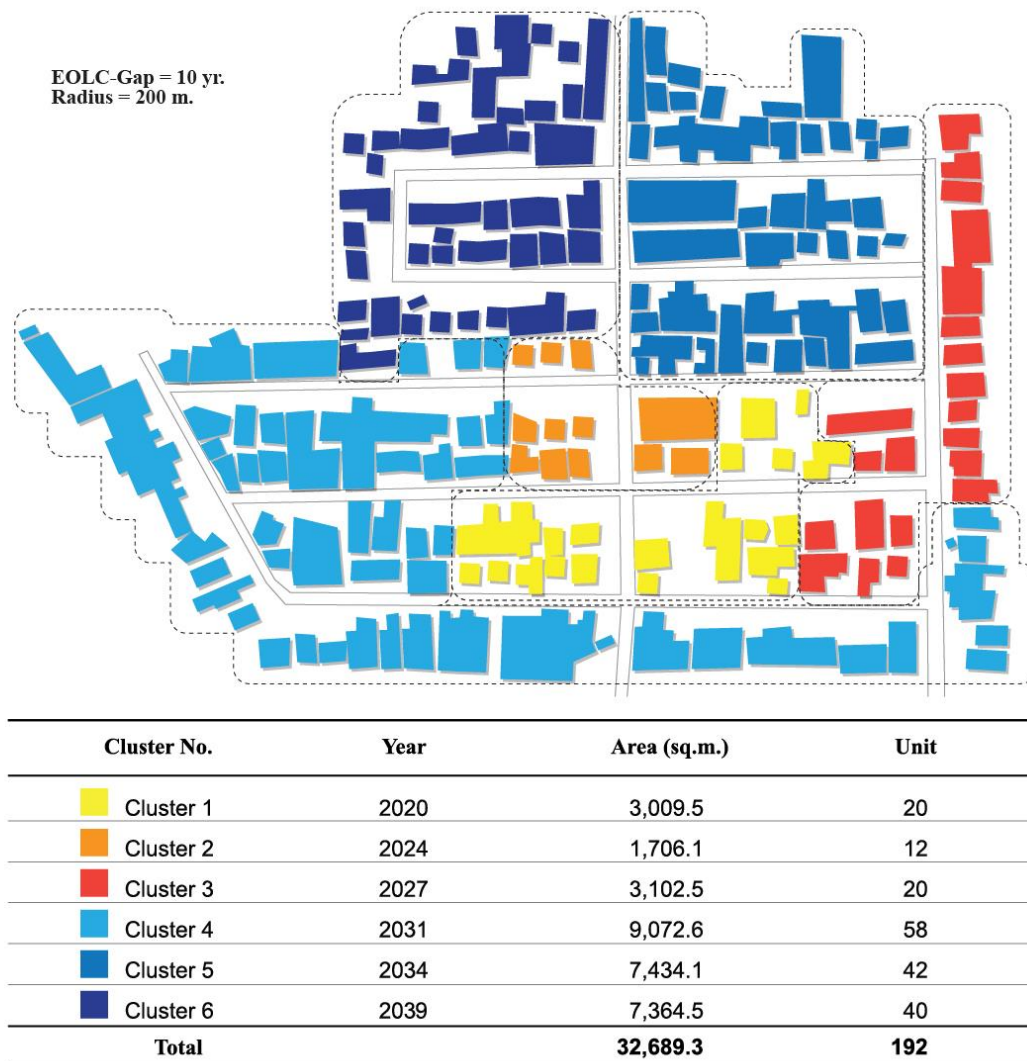 EOLC-Gap = 10 yr.
Radius = 200 m.
Cluster No. Year Area (sq.m.) Unit
Cluster 1 2020 3,009.5 20
Cluster 2 2024 1,706.1 12
Cluster 3 2027 3,102.5 20
Cluster 4 2031 9,072.6 58
Cluster 5 2034 7,434.1 42
Cluster 6 2039 7,364.5 40
Total 32,689.3 192